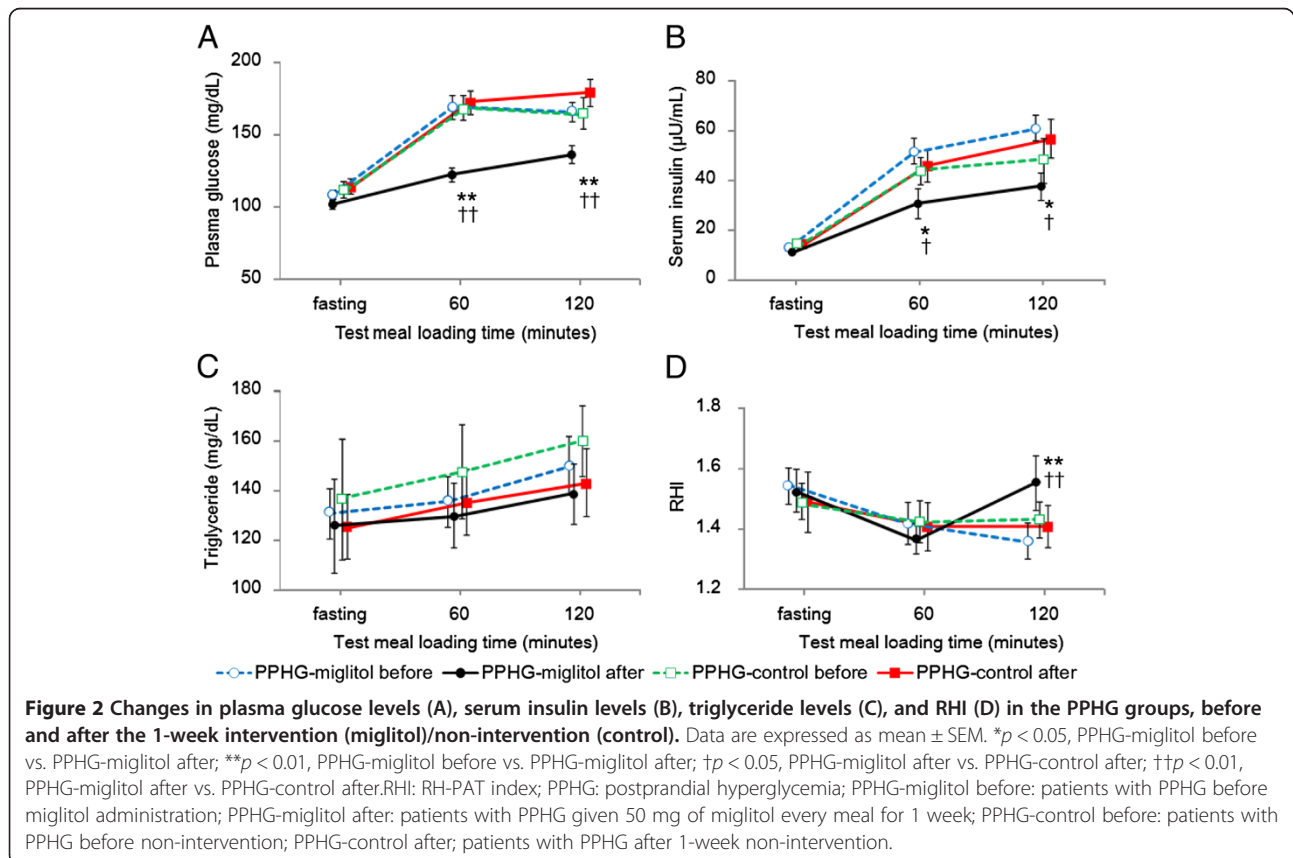 A
B
200
150
100
50
Plasma glucose (mg/dL)
**
††
**
††
fasting 60 120
Test meal loading time (minutes)
80
60
40
20
0
Serum insulin (µU/mL)
*
†
*
†
fasting 60 120
Test meal loading time (minutes)
C
D
180
160
140
120
100
Triglyceride (mg/dL)
fasting 60 120
Test meal loading time (minutes)
1.8
1.6
1.4
1.2
RHI
**
††
fasting 60 120
Test meal loading time (minutes)
PPHG-miglitol before PPHG-miglitol after PPHG-control before PPHG-control after
Figure 2 Changes in plasma glucose levels (A), serum insulin levels (B), triglyceride levels (C), and RHI (D) in the PPHG groups, before
and after the 1-week intervention (miglitol)/non-intervention (control). Data are expressed as mean ± SEM. *p < 0.05, PPHG-miglitol before
vs. PPHG-miglitol after; **p < 0.01, PPHG-miglitol before vs. PPHG-miglitol after; †p < 0.05, PPHG-miglitol after vs. PPHG-control after; ††p < 0.01,
PPHG-miglitol after vs. PPHG-control after.RHI: RH-PAT index; PPHG: postprandial hyperglycemia; PPHG-miglitol before: patients with PPHG before
miglitol administration; PPHG-miglitol after: patients with PPHG given 50 mg of miglitol every meal for 1 week; PPHG-control before: patients with
PPHG before non-intervention; PPHG-control after; patients with PPHG after 1-week non-intervention.